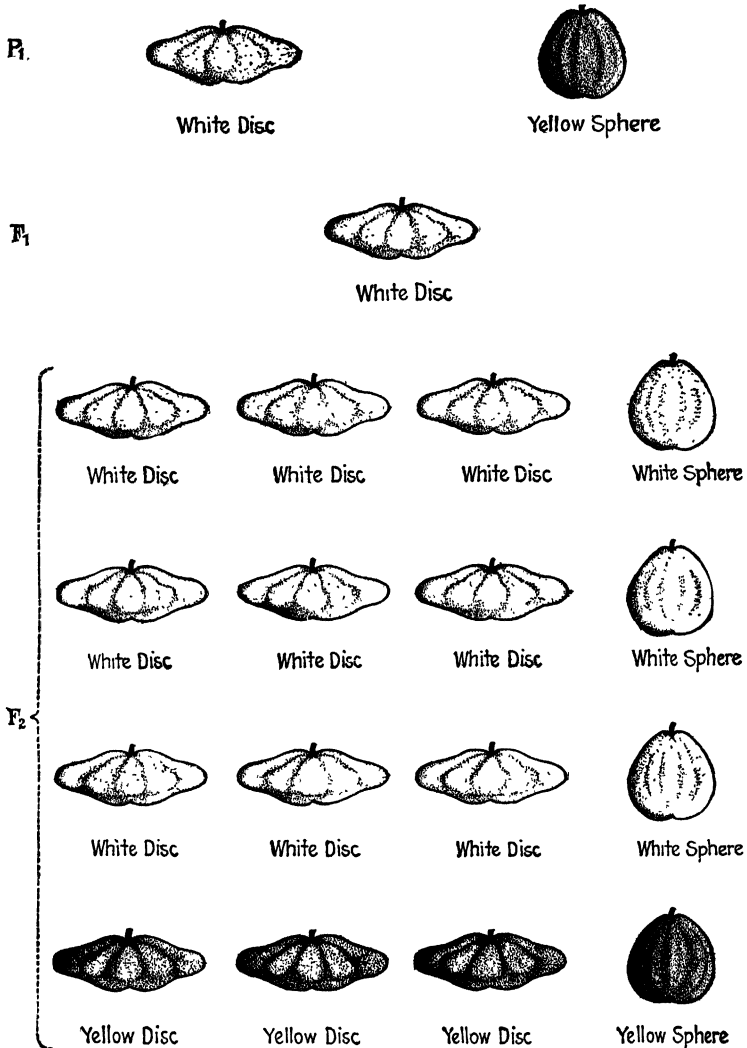 P1.
White Disc Yellow Sphere
F1
White Disc
White Disc White Disc White Disc White Sphere
White Disc White Disc White Disc White Sphere
F2
White Disc White Disc White Disc White Sphere
Yellow Disc Yellow Disc Yellow Disc Yellow Sphere